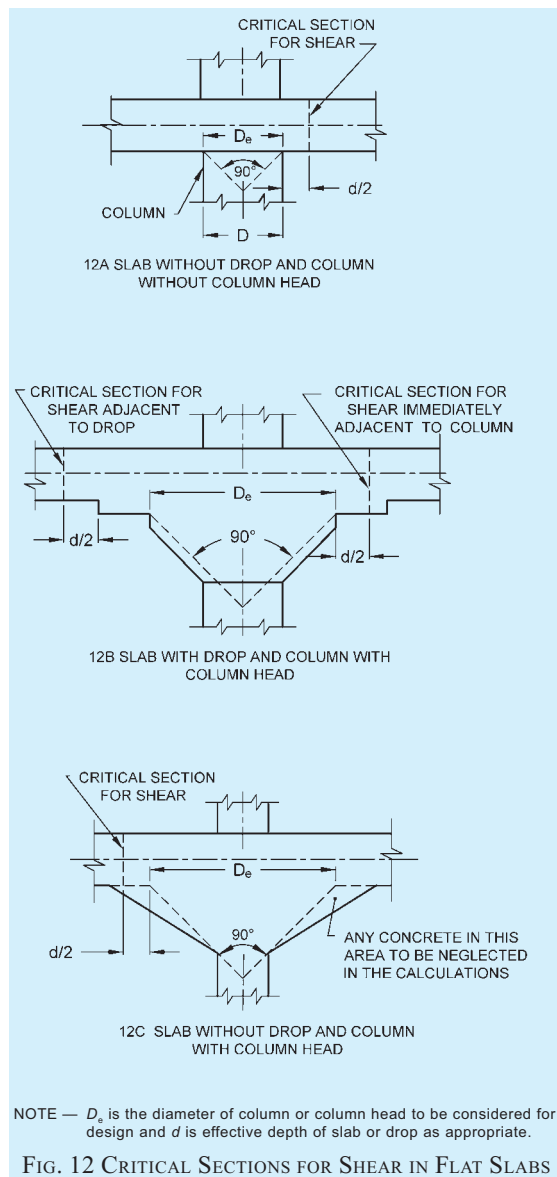 CRITICAL SECTION
FOR SHEAR
D_e
90°
d/2
COLUMN
D
12A SLAB WITHOUT DROP AND COLUMN
WITHOUT COLUMN HEAD
CRITICAL SECTION FOR
SHEAR ADJACENT
TO DROP
CRITICAL SECTION FOR
SHEAR IMMEDIATELY
ADJACENT TO COLUMN
D_e
d/2
90°
d/2
12B SLAB WITH DROP AND COLUMN WITH
COLUMN HEAD
CRITICAL SECTION
FOR SHEAR
D_e
d/2
90°
ANY CONCRETE IN THIS
AREA TO BE NEGLECTED
IN THE CALCULATIONS
12C SLAB WITHOUT DROP AND COLUMN
WITH COLUMN HEAD
NOTE — D_e is the diameter of column or column head to be considered for
design and d is effective depth of slab or drop as appropriate.
FIG. 12 CRITICAL SECTIONS FOR SHEAR IN FLAT SLABS